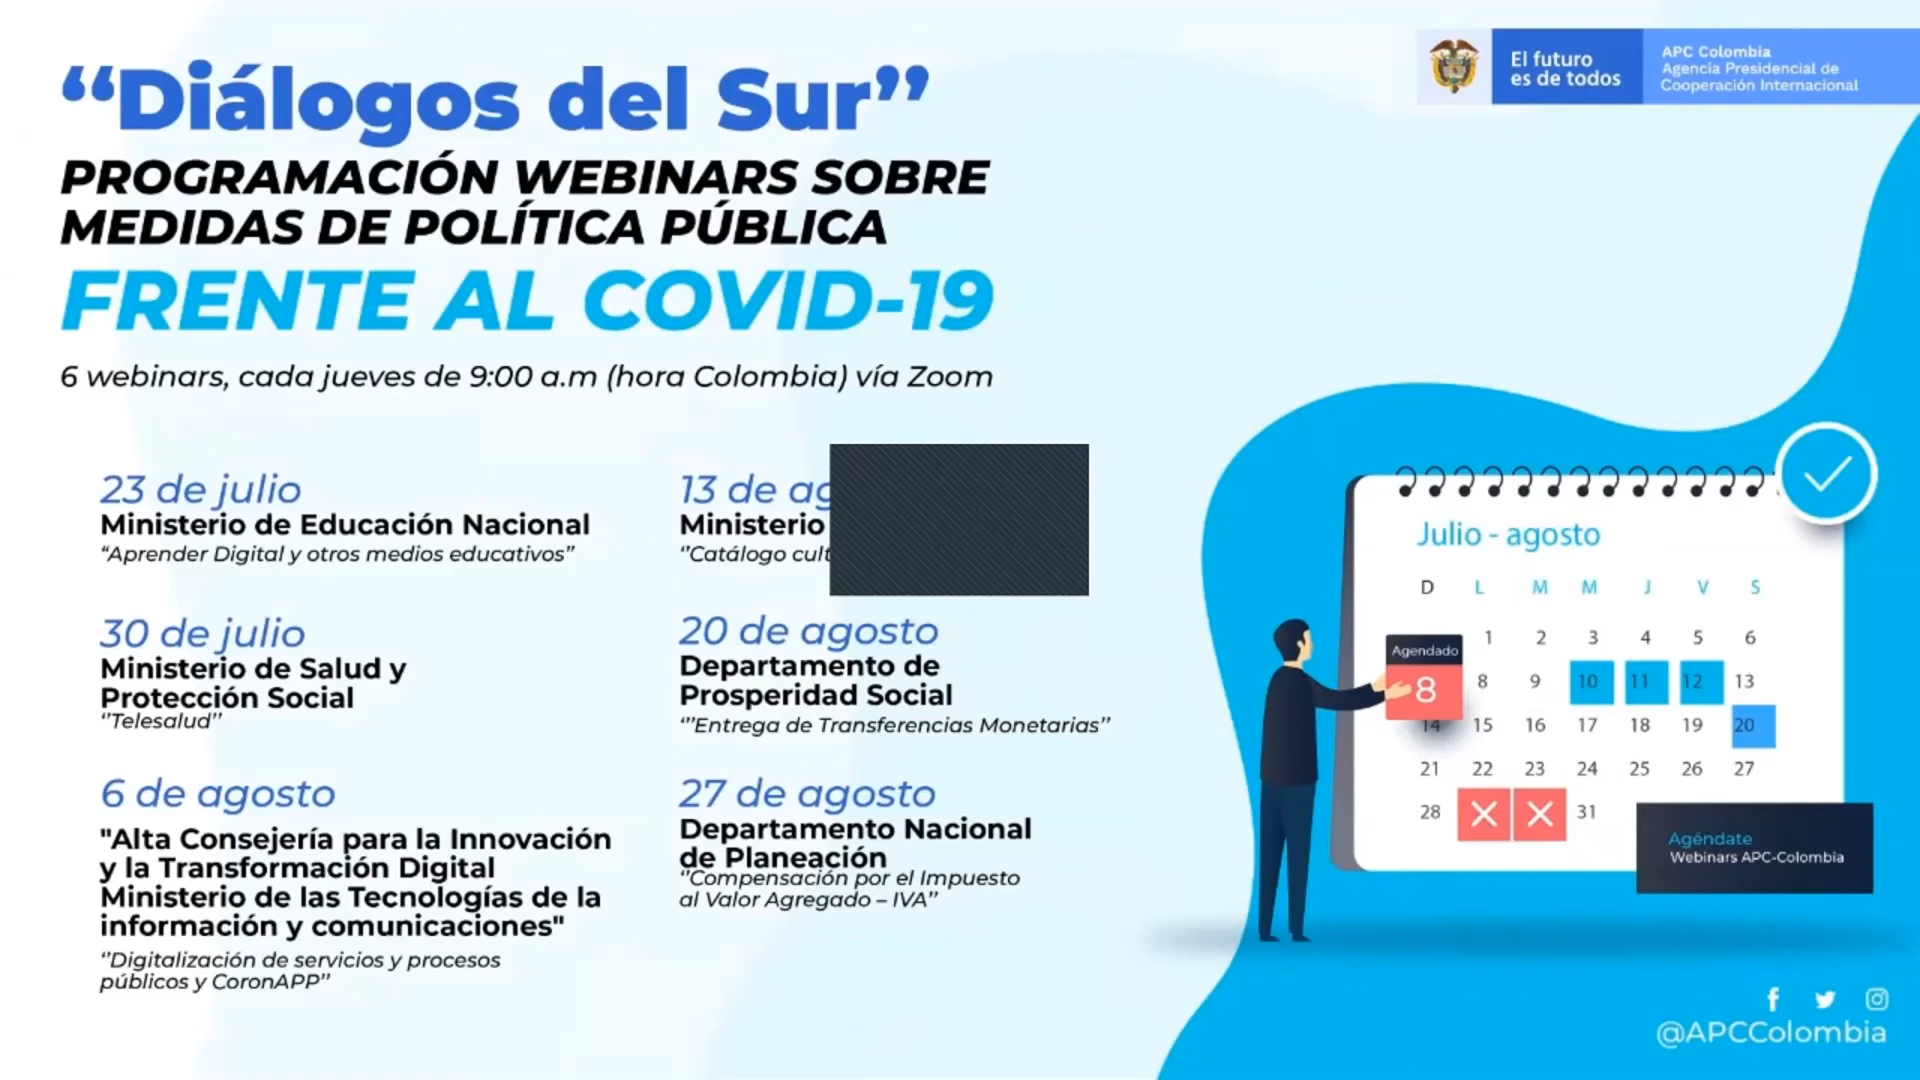 “Diálogos del Sur”
PROGRAMACIÓN WEBINARS SOBRE
MEDIDAS DE POLÍTICA PÚBLICA
FRENTE AL COVID-19
6 webinars, cada jueves de 9:00 a.m (hora Colombia) vía Zoom
El futuro
es de todos
APC Colombia
Agencia Presidencial de
Cooperación Internacional
23 de julio
Ministerio de Educación Nacional
“Aprender Digital y otros medios educativos”
30 de julio
Ministerio de Salud y
Protección Social
‘’Telesalud’’
6 de agosto
"Alta Consejería para la Innovación
y la Transformación Digital
Ministerio de las Tecnologías de la
información y comunicaciones"
‘’Digitalización de servicios y procesos
públicos y CoronAPP’’
13 de
Ministerio
‘’Catálogo
20 de agosto
Departamento de
Prosperidad Social
‘’’Entrega de Transferencias Monetarias’’
27 de agosto
Departamento Nacional
de Planeación
‘’Compensación por el Impuesto
al Valor Agregado – IVA’’
Julio - agosto
D L M M J V S
1 2 3 4 5 6
Agendado
8
8 9 10 11 12 13
14 15 16 17 18 19 20
21 22 23 24 25 26 27
28 31
Agéndate
Webinars APC-Colombia
@APCColombia